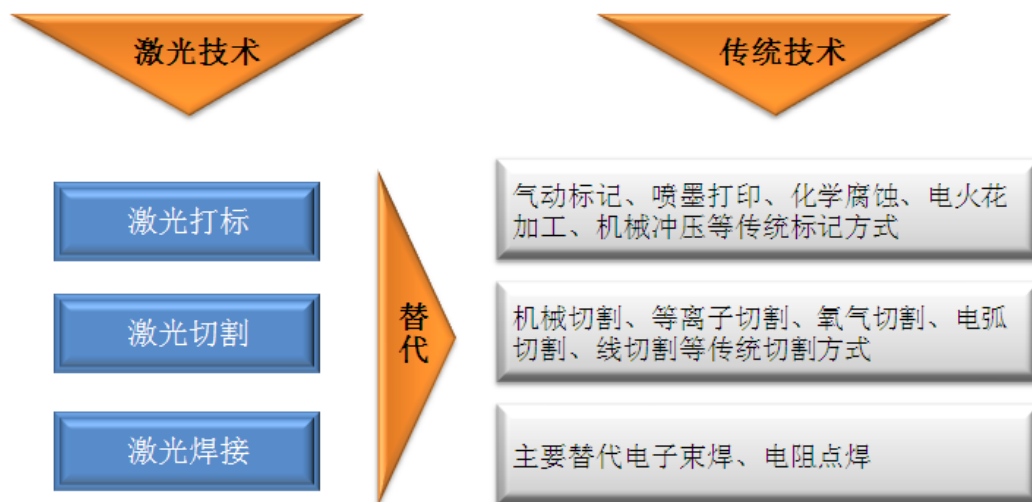 激光技术
传统技术
激光打标
气动标记、喷墨打印、化学腐蚀、电火花
加工、机械冲压等传统标记方式
激光切割
替代
机械切割、等离子切割、氧气切割、电弧
切割、线切割等传统切割方式
激光焊接
主要替代电子束焊、电阻点焊